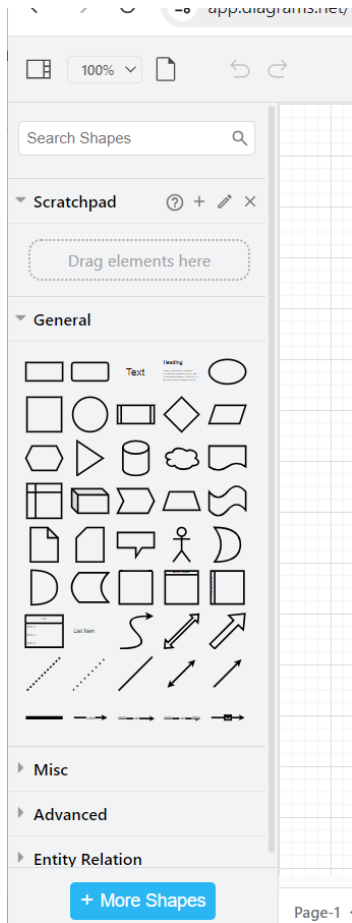 app.diagrams.net/
100%
Search Shapes
Scratchpad
Drag elements here
General
Text
Heading
List Item
Misc
Advanced
Entity Relation
+ More Shapes
Page-1